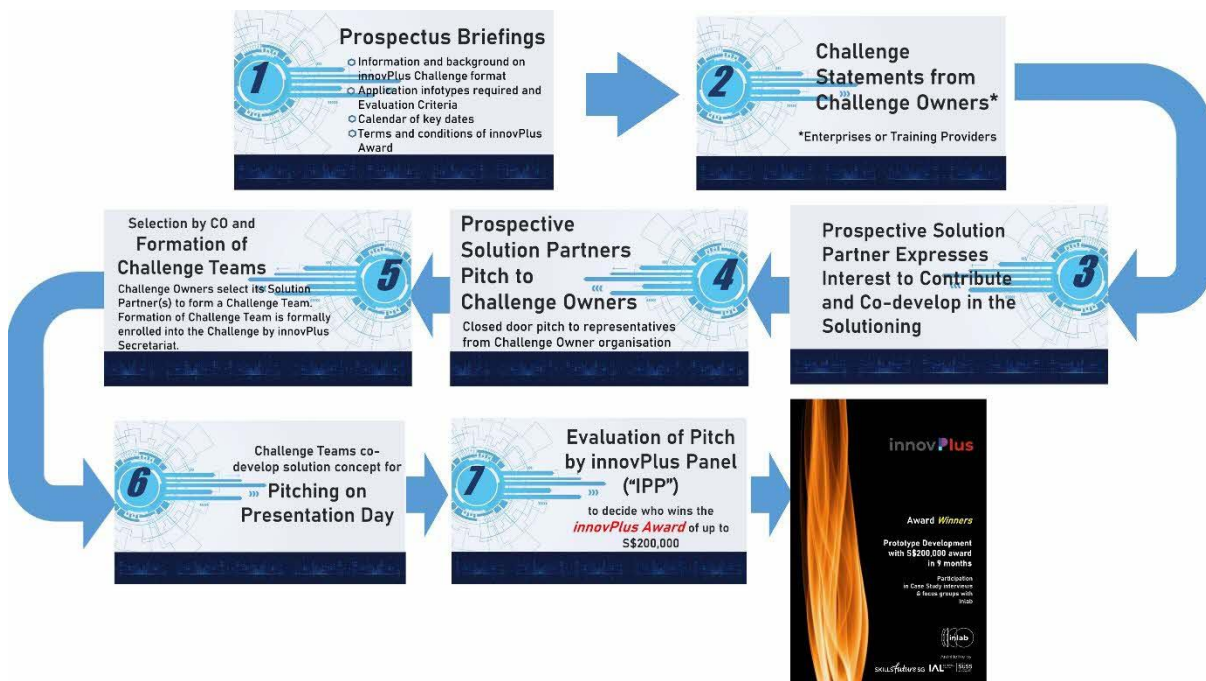 1
Prospectus Briefings
Information and background on
innovPlus Challenge format
Application infotypes required and
Evaluation Criteria
Calendar of key dates
Terms and conditions of innovPlus
Award
2
Challenge
Statements from
Challenge Owners*
*Enterprises or Training Providers
3
Prospective Solution
Partner Expresses
Interest to Contribute
and Co-develop in the
Solutioning
4
Prospective
Solution Partners
Pitch to
Challenge Owners
Closed door pitch to representatives
from Challenge Owner organisation
5
Selection by CO and
Formation of
Challenge Teams
Challenge Owners select its Solution
Partner(s) to form a Challenge Team.
Formation of Challenge Team is formally
enrolled into the Challenge by innovPlus
Secretariat.
6
Challenge Teams co-
develop solution concept for
Pitching on
Presentation Day
7
Evaluation of Pitch
by innovPlus Panel
("IPP")
to decide who wins the
innovPlus Award of up to
S$200,000
innovPlus
Award Winners
Prototype Development
with S$200,000 award
in 9 months
Participation
in Case Study interviews
& focus groups with
Inlab
inlab
SKILLSfuture SG IAL SUSS